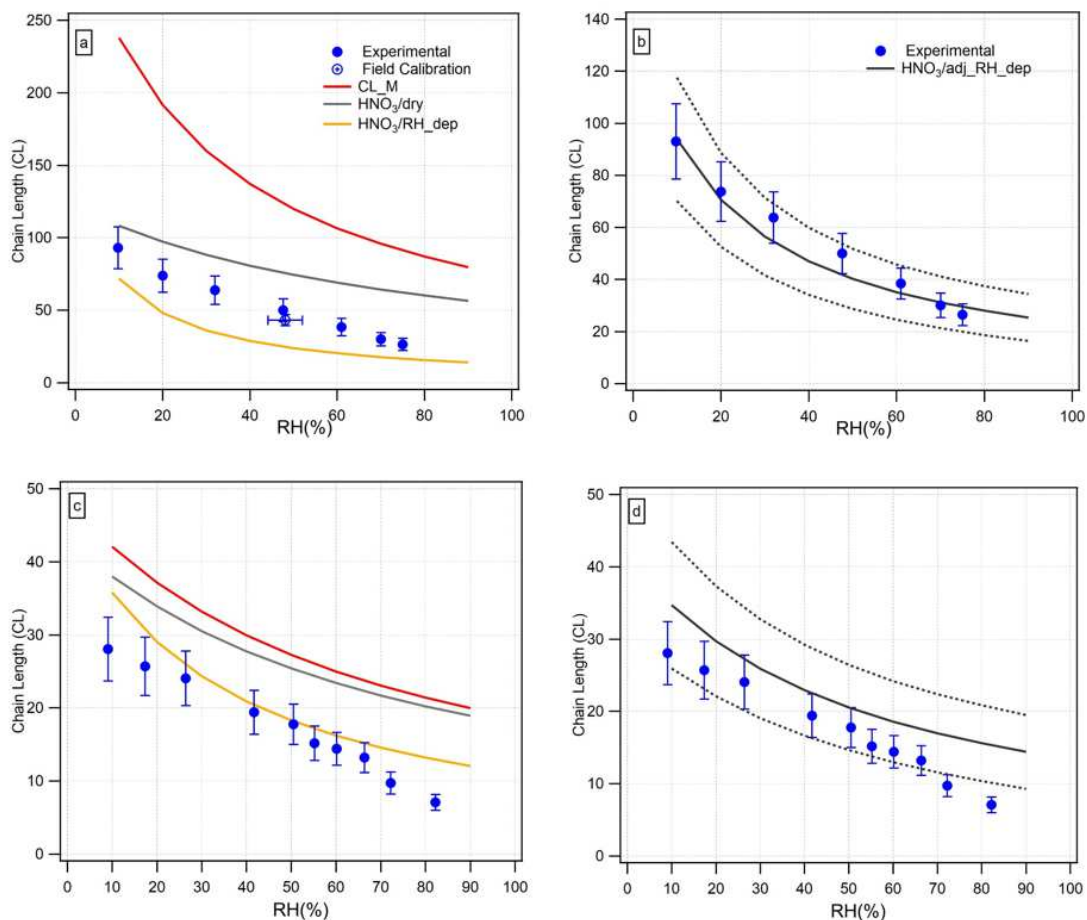 a
Experimental
Field Calibration
CL_M
HNO₃/dry
HNO₃/RH_dep
Chain Length (CL)
250
200
150
100
50
0
0 20 40 60 80 100
RH(%)
b
Experimental
HNO₃/adj_RH_dep
Chain Length (CL)
140
120
100
80
60
40
20
0
0 20 40 60 80 100
RH(%)
c
Chain Length (CL)
50
40
30
20
10
0
0 10 20 30 40 50 60 70 80 90 100
RH(%)
d
Chain Length (CL)
50
40
30
20
10
0
0 10 20 30 40 50 60 70 80 90 100
RH(%)